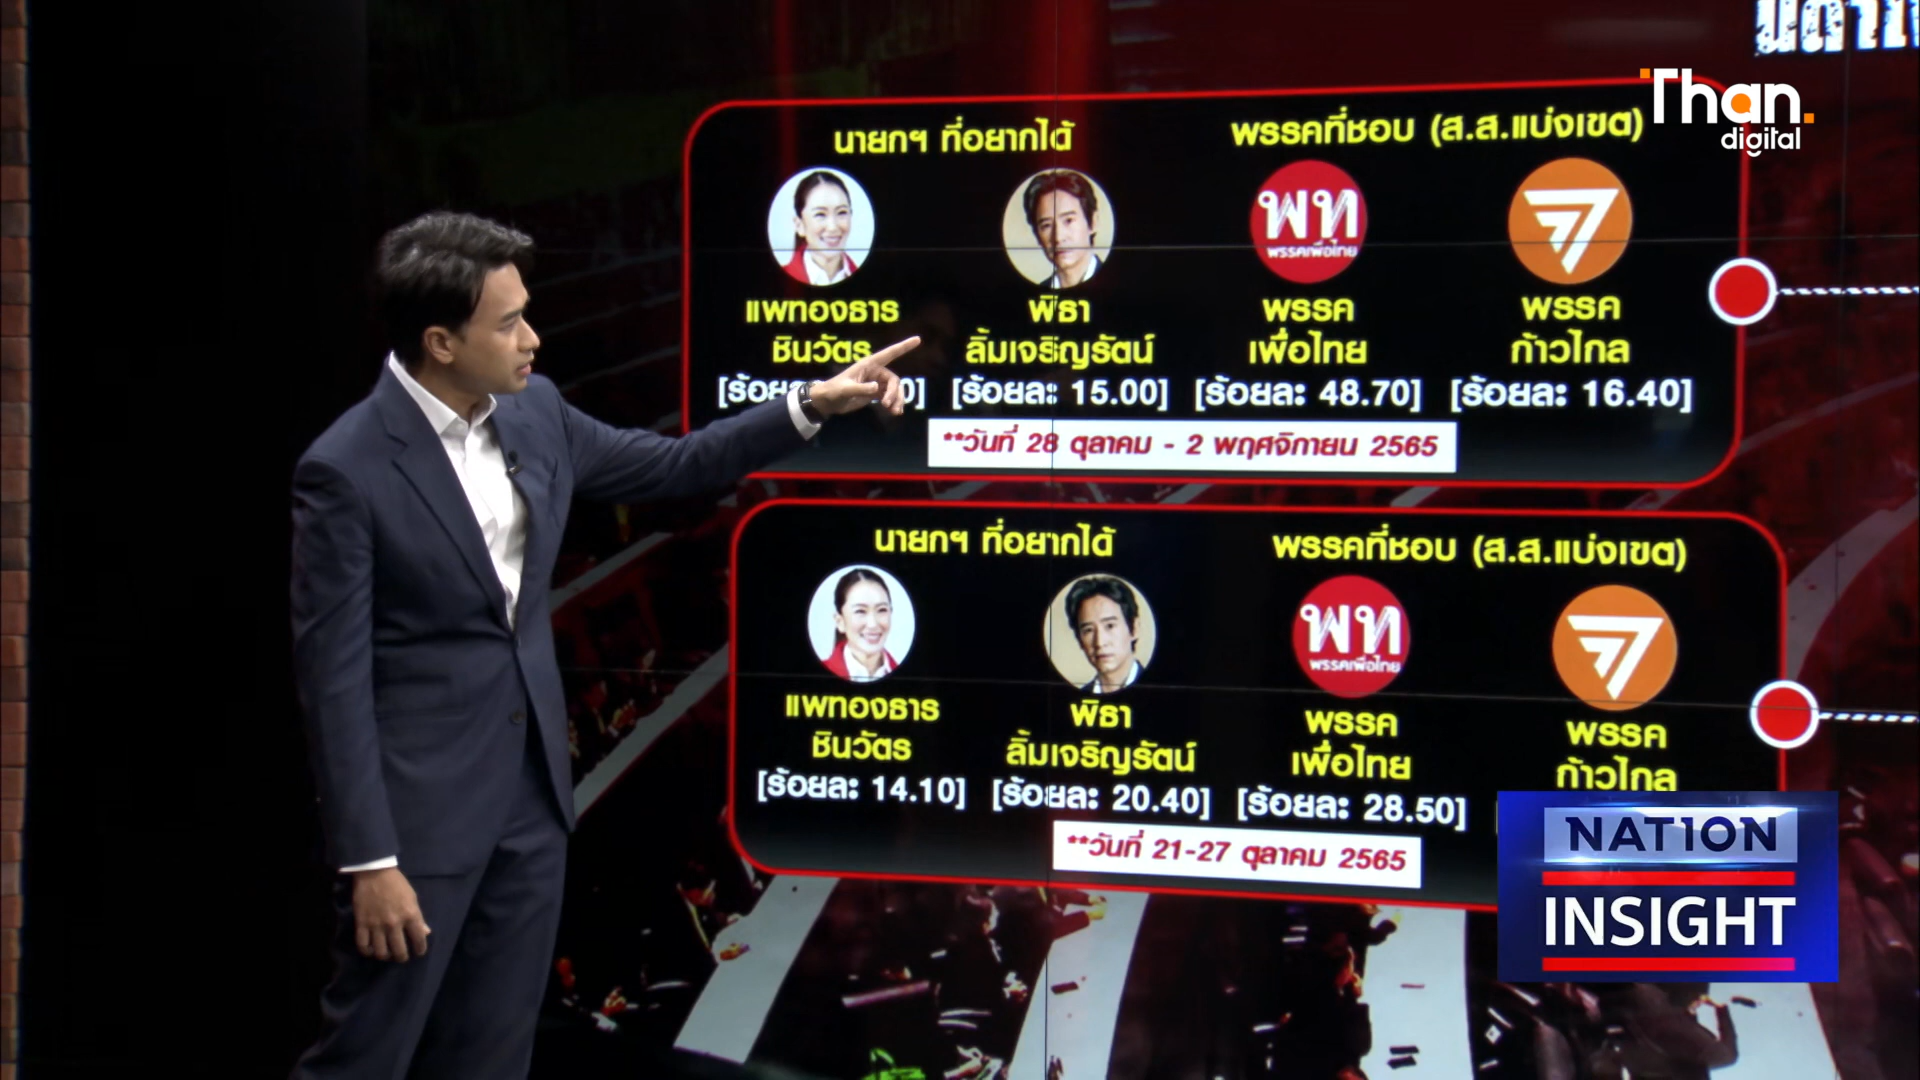 Than.
digital
นายกฯ ที่อยากได้
พรรคที่ชอบ (ส.ส.แบ่งเขต)
พท
พรรคเพื่อไทย
แพทองธาร
ชินวัตร
พิธา
ลิ้มเจริญรัตน์
[ร้อยละ 15.00]
พรรค
เพื่อไทย
[ร้อยละ 48.70]
พรรค
ก้าวไกล
[ร้อยละ 16.40]
**วันที่ 28 ตุลาคม - 2 พฤศจิกายน 2565
นายกฯ ที่อยากได้
พรรคที่ชอบ (ส.ส.แบ่งเขต)
พท
พรรคเพื่อไทย
แพทองธาร
ชินวัตร
[ร้อยละ 14.10]
พิธา
ลิ้มเจริญรัตน์
[ร้อยละ 20.40]
พรรค
เพื่อไทย
[ร้อยละ 28.50]
พรรค
ก้าวไกล
**วันที่ 21-27 ตุลาคม 2565
NATION
INSIGHT